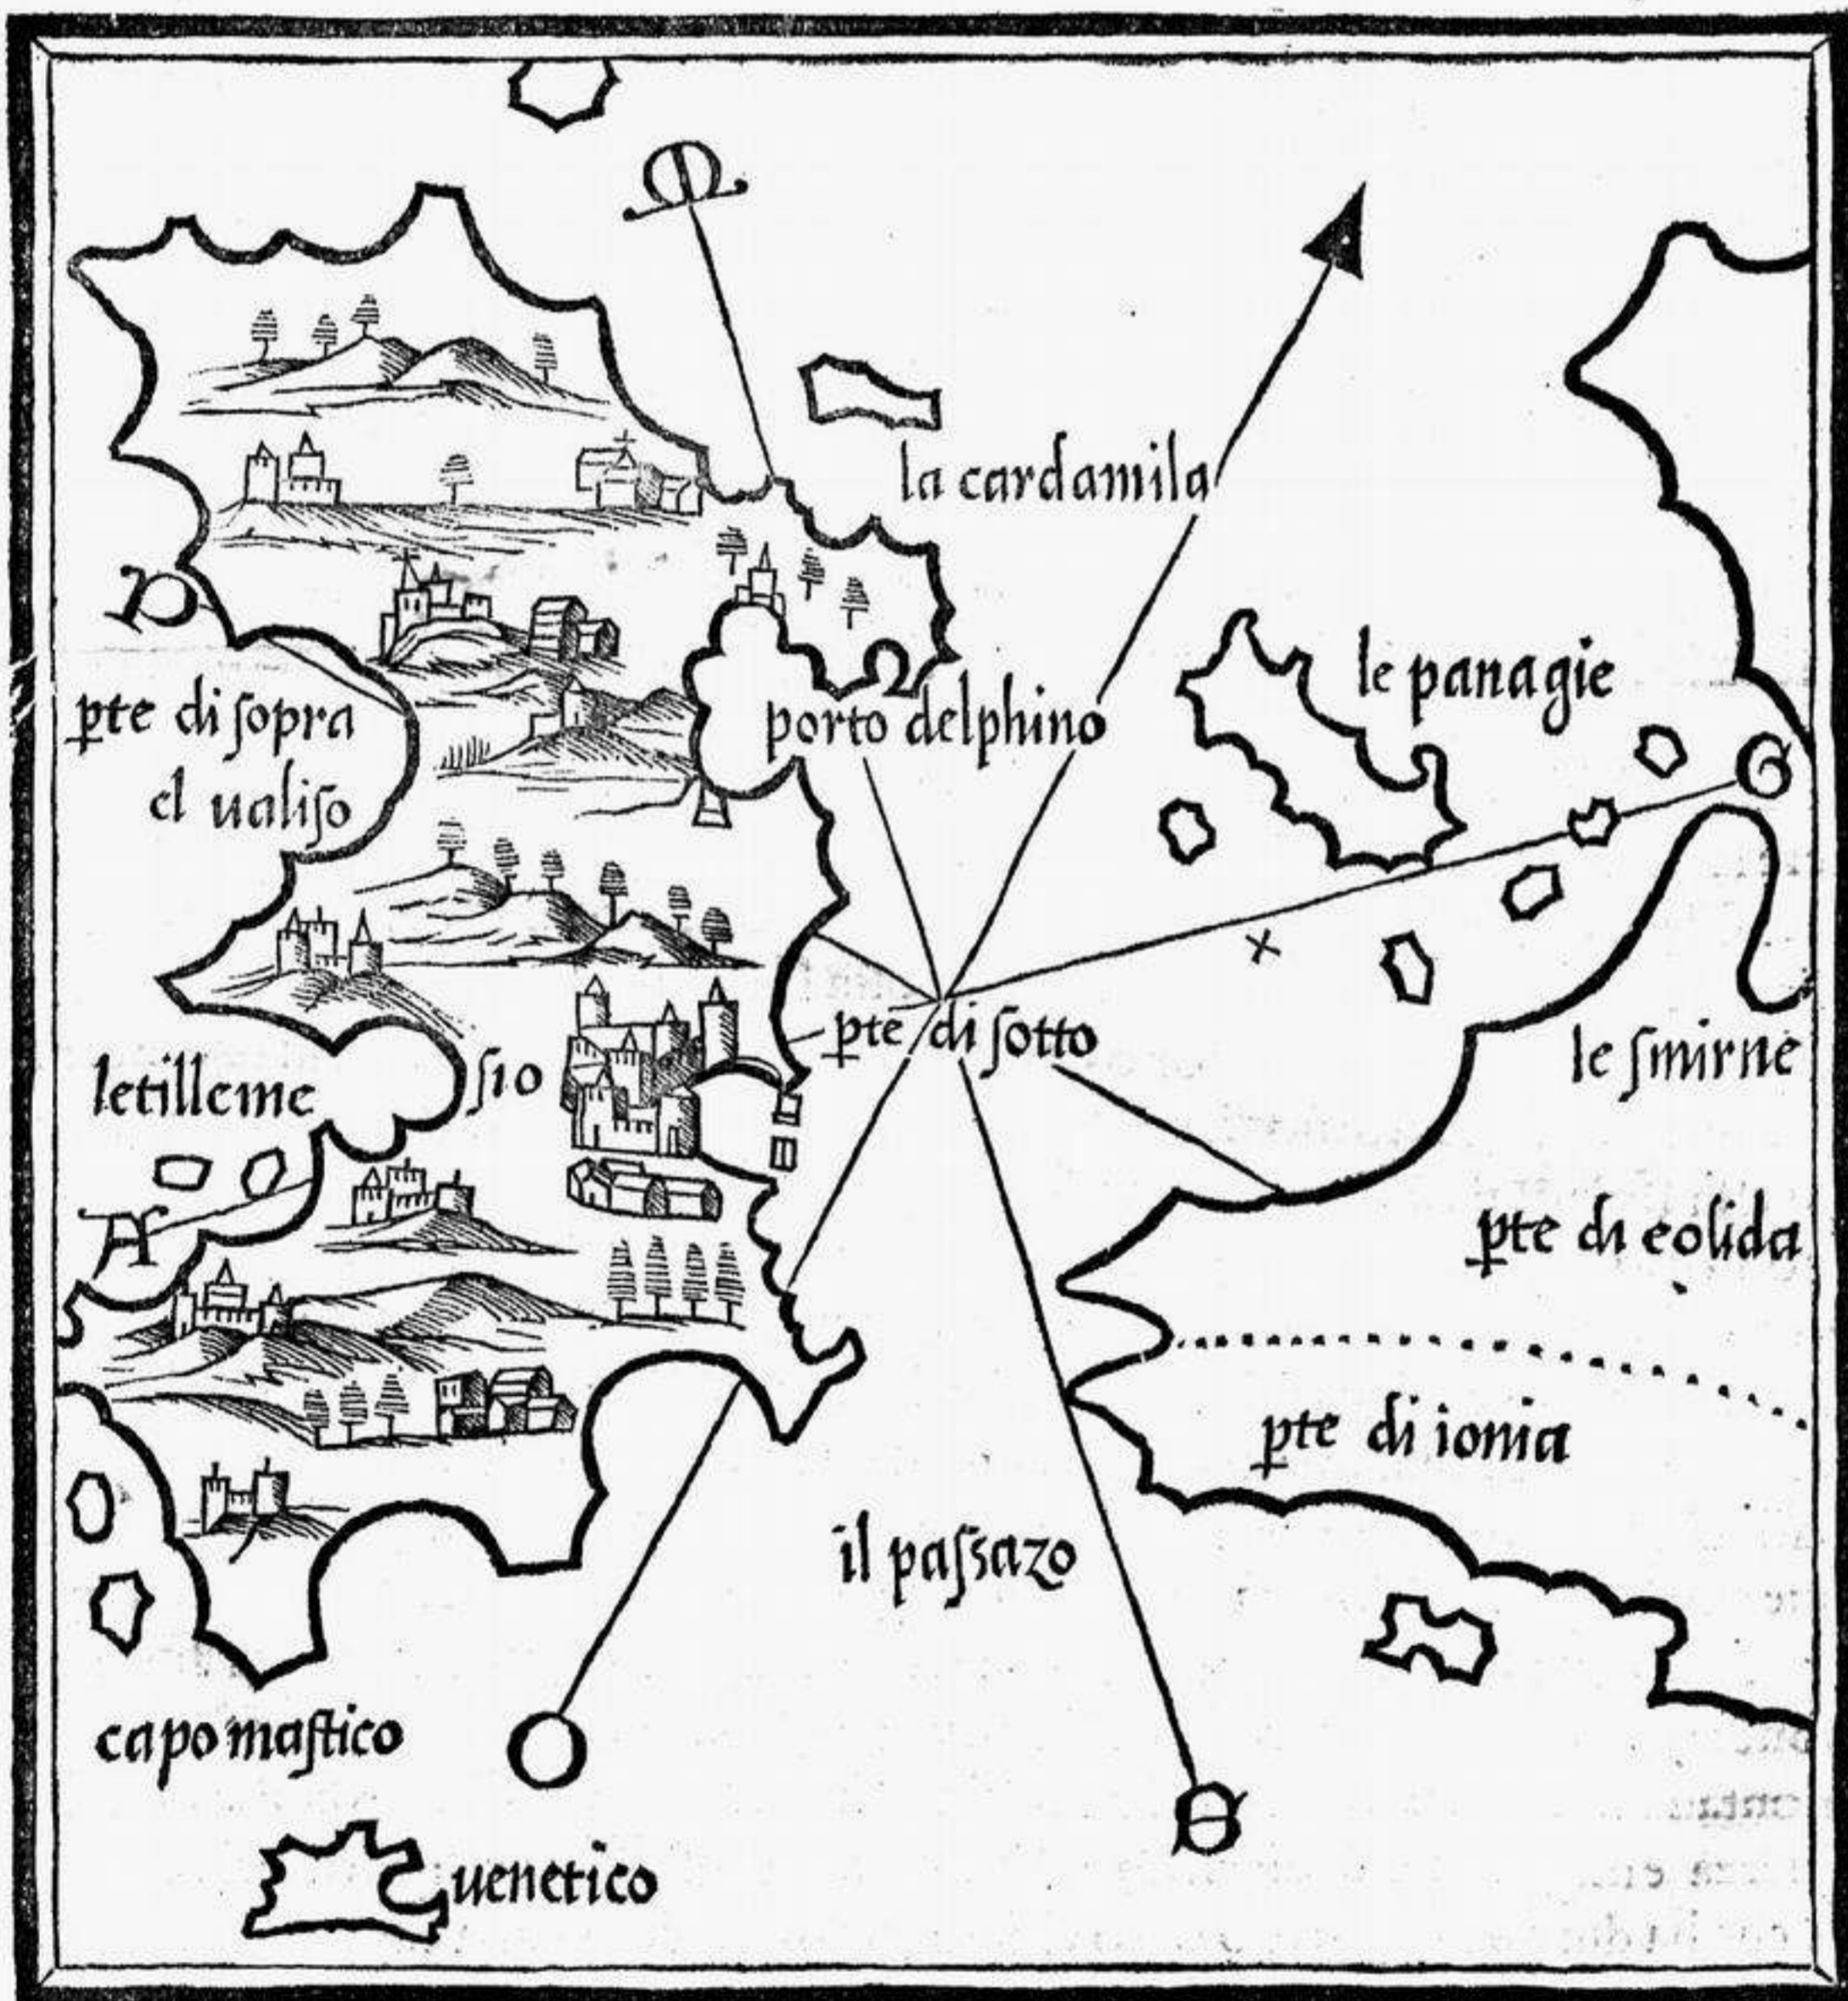 M
la cardamila
le panagie
P
pte di ſopra
el ualiſo
porto delphino
G
x
pte di ſotto
le ſmirne
letilleme
ſio
A
pte di eolida
pte di ionia
il paſsazo
capo maſtico
O
S
uenetico